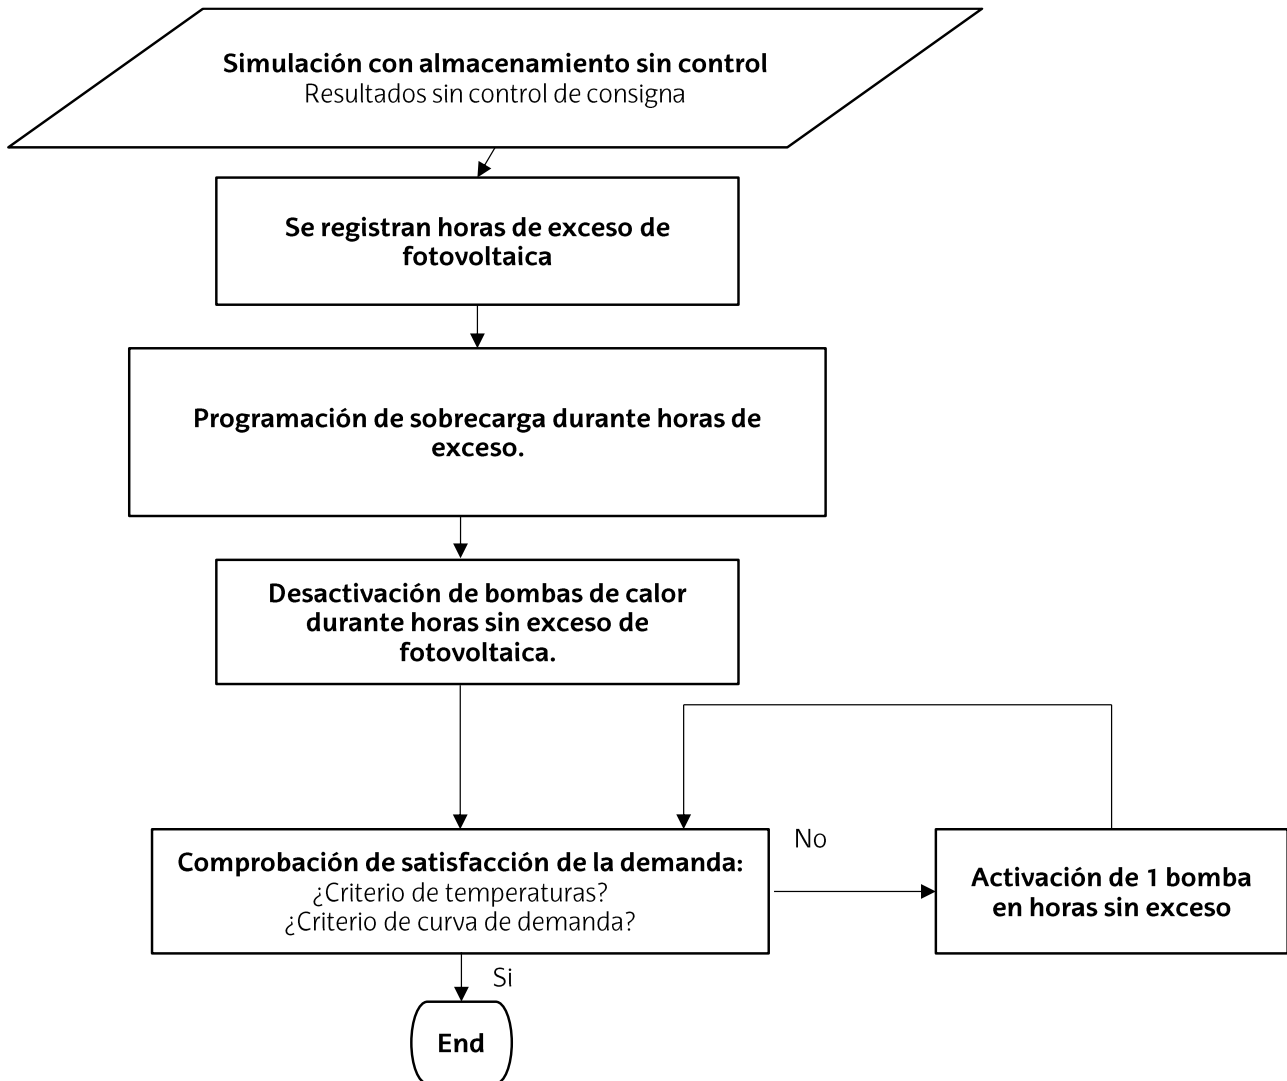 Simulación con almacenamiento sin control
Resultados sin control de consigna
Se registran horas de exceso de
fotovoltaica
Programación de sobrecarga durante horas de
exceso.
Desactivación de bombas de calor
durante horas sin exceso de
fotovoltaica.
Comprobación de satisfacción de la demanda:
¿Criterio de temperaturas?
¿Criterio de curva de demanda?
No
Activación de 1 bomba
en horas sin exceso
Si
End